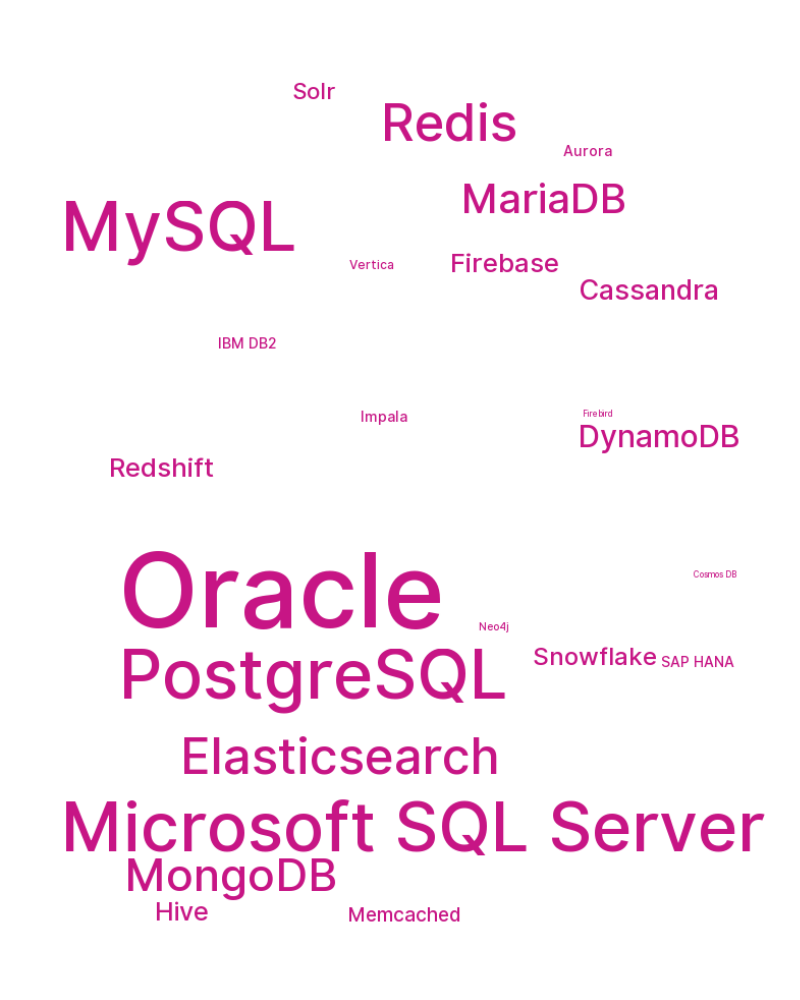 Solr
Redis
Aurora
MariaDB
MySQL
Vertica
Firebase
Cassandra
IBM DB2
Impala
Firebird
DynamoDB
Redshift
Oracle
Cosmos DB
Neo4j
PostgreSQL
Snowflake
SAP HANA
Elasticsearch
Microsoft SQL Server
MongoDB
Hive
Memcached